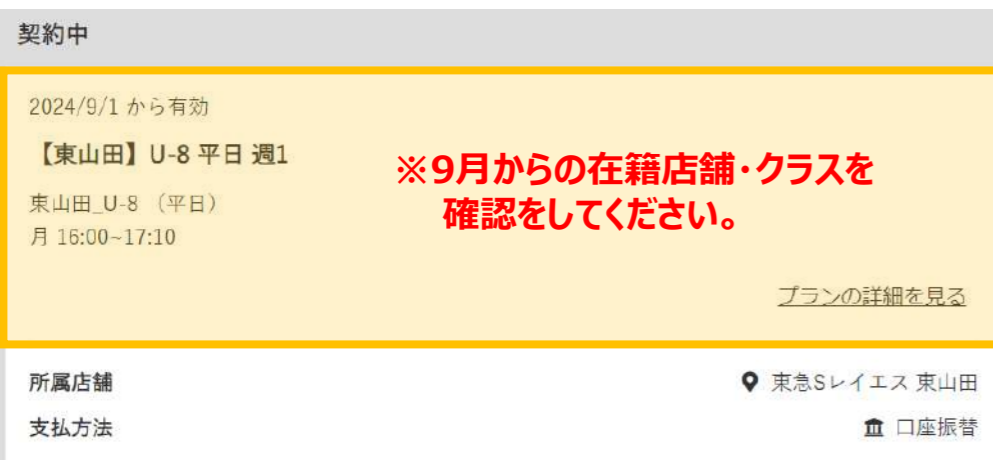 契約中
2024/9/1 から有効
【東山田】U-8 平日 週1
※9月からの在籍店舗・クラスを
確認をしてください。
東山田_U-8 （平日）
月 16:00~17:10
プランの詳細を見る
所属店舗 東急Sレイエス 東山田
支払方法 口座振替